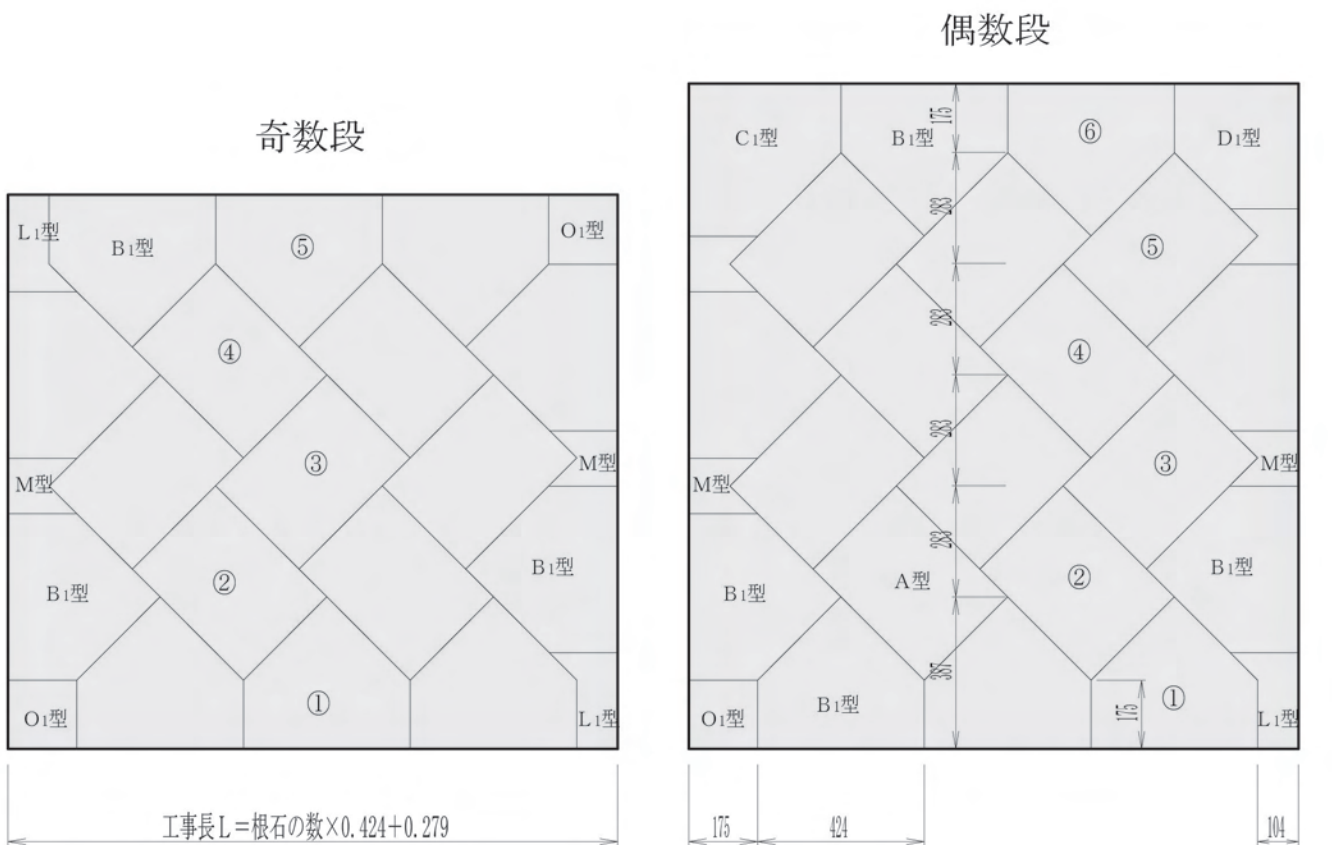 奇数段
L1型
B1型
⑤
O1型
④
③
M型
M型
②
B1型
B1型
①
O1型
L1型
工事長L=根石の数×0.424+0.279
偶数段
C1型
B1型
175
⑥
D1型
283
⑤
283
④
283
③
M型
M型
283
A型
②
B1型
B1型
387
①
175
O1型
B1型
L1型
175
424
104